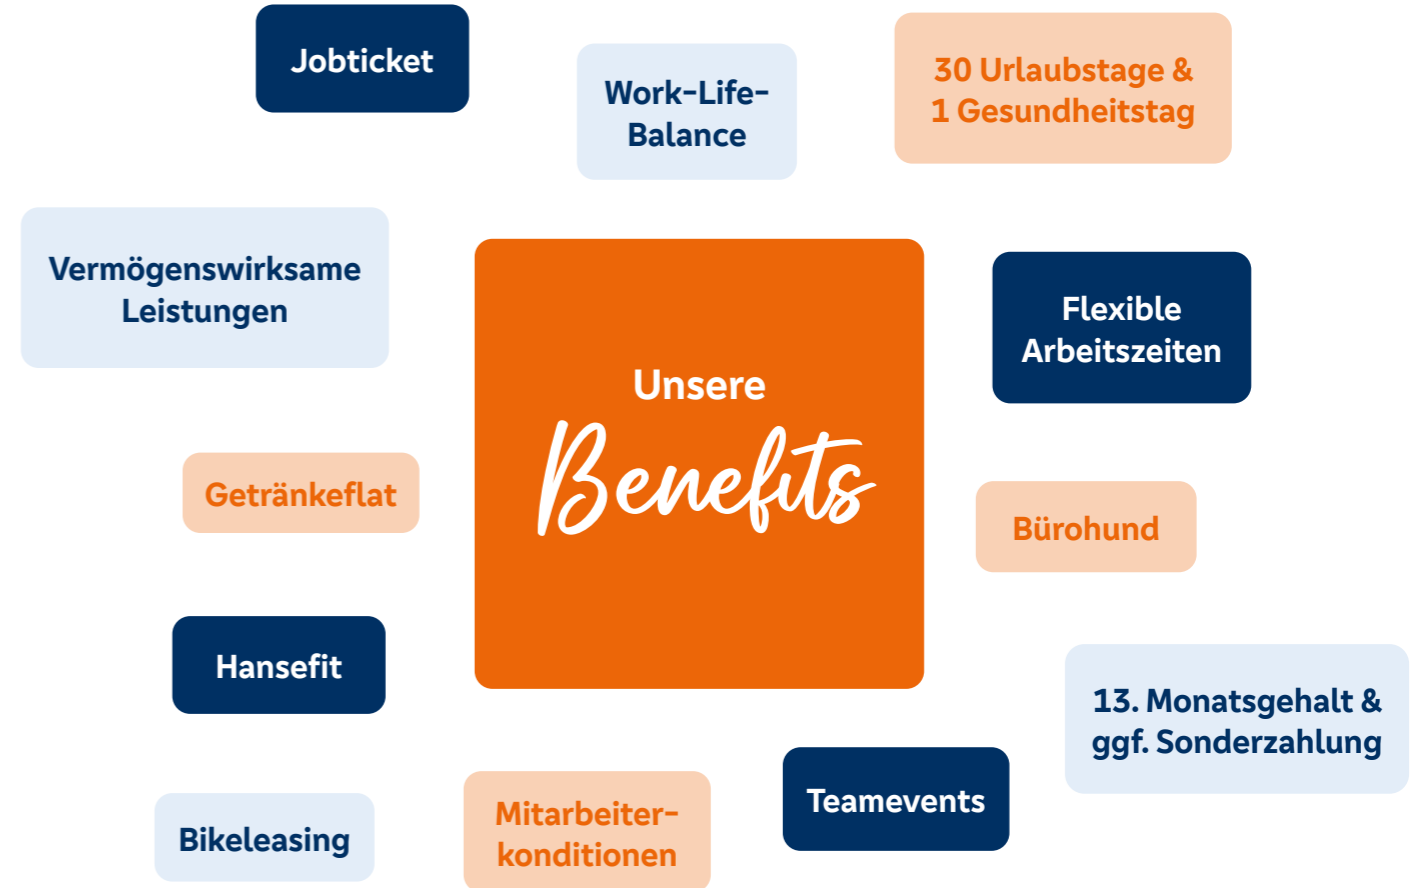 Jobticket
Work-Life-
Balance
30 Urlaubstage &
1 Gesundheitstag
Vermögenswirksame
Leistungen
Unsere
Benefits
Flexible
Arbeitszeiten
Getränkeflat
Bürohund
Hansefit
13. Monatsgehalt &
ggf. Sonderzahlung
Bikeleasing
Mitarbeiter-
konditionen
Teamevents